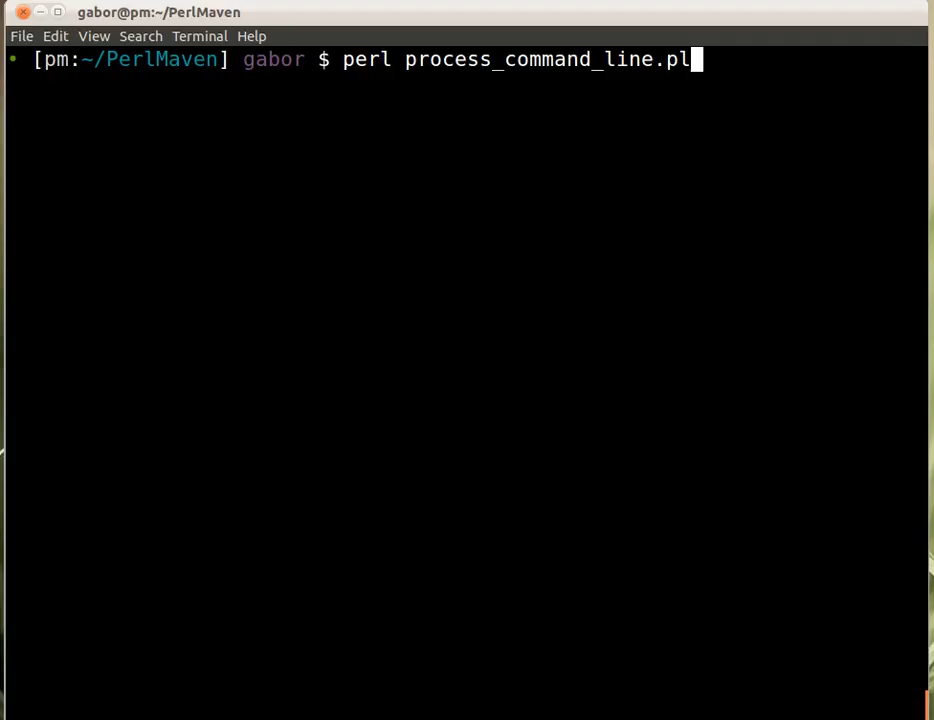 gabor@pm:~/PerlMaven
File Edit View Search Terminal Help
[pm:~/PerlMaven] gabor $ perl process_command_line.pl